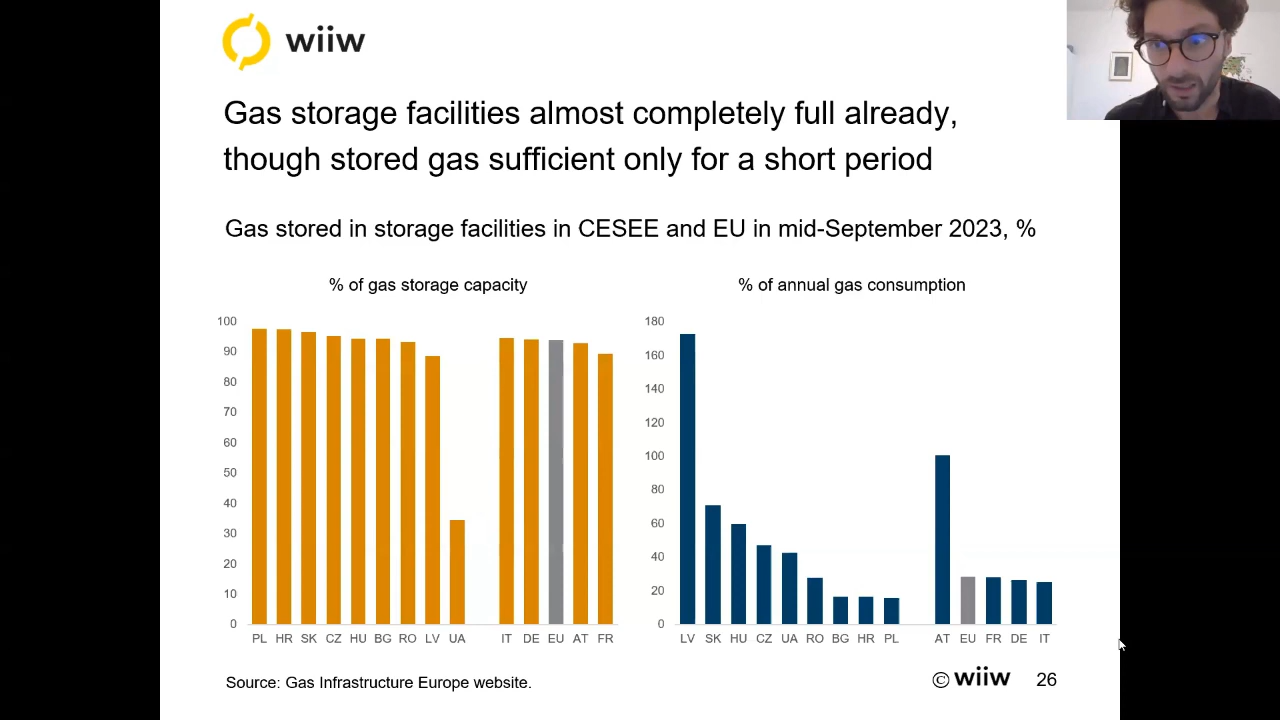 wiiw
Gas storage facilities almost completely full already,
though stored gas sufficient only for a short period
Gas stored in storage facilities in CESEE and EU in mid-September 2023, %
% of gas storage capacity
100
90
80
70
60
50
40
30
20
10
0
PL HR SK CZ HU BG RO LV UA IT DE EU AT FR
% of annual gas consumption
180
160
140
120
100
80
60
40
20
0
LV SK HU CZ UA RO BG HR PL AT EU FR DE IT
Source: Gas Infrastructure Europe website.
© wiiw 26